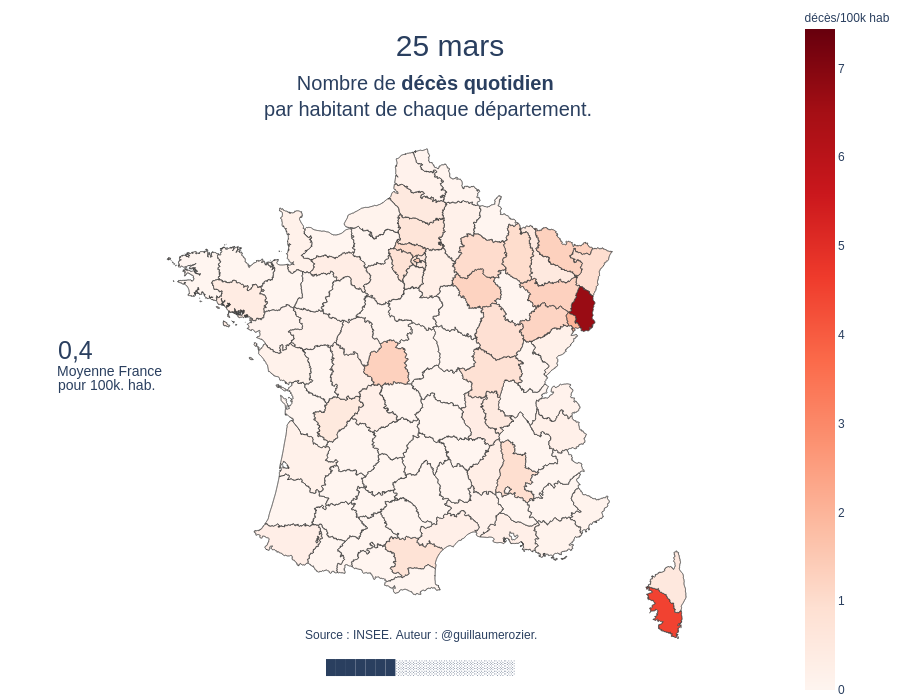 décès/100k hab
25 mars
Nombre de décès quotidien
par habitant de chaque département.
7
6
5
4
3
2
1
0
0,4
Moyenne France
pour 100k. hab.
Source : INSEE. Auteur : @guillaumerozier.